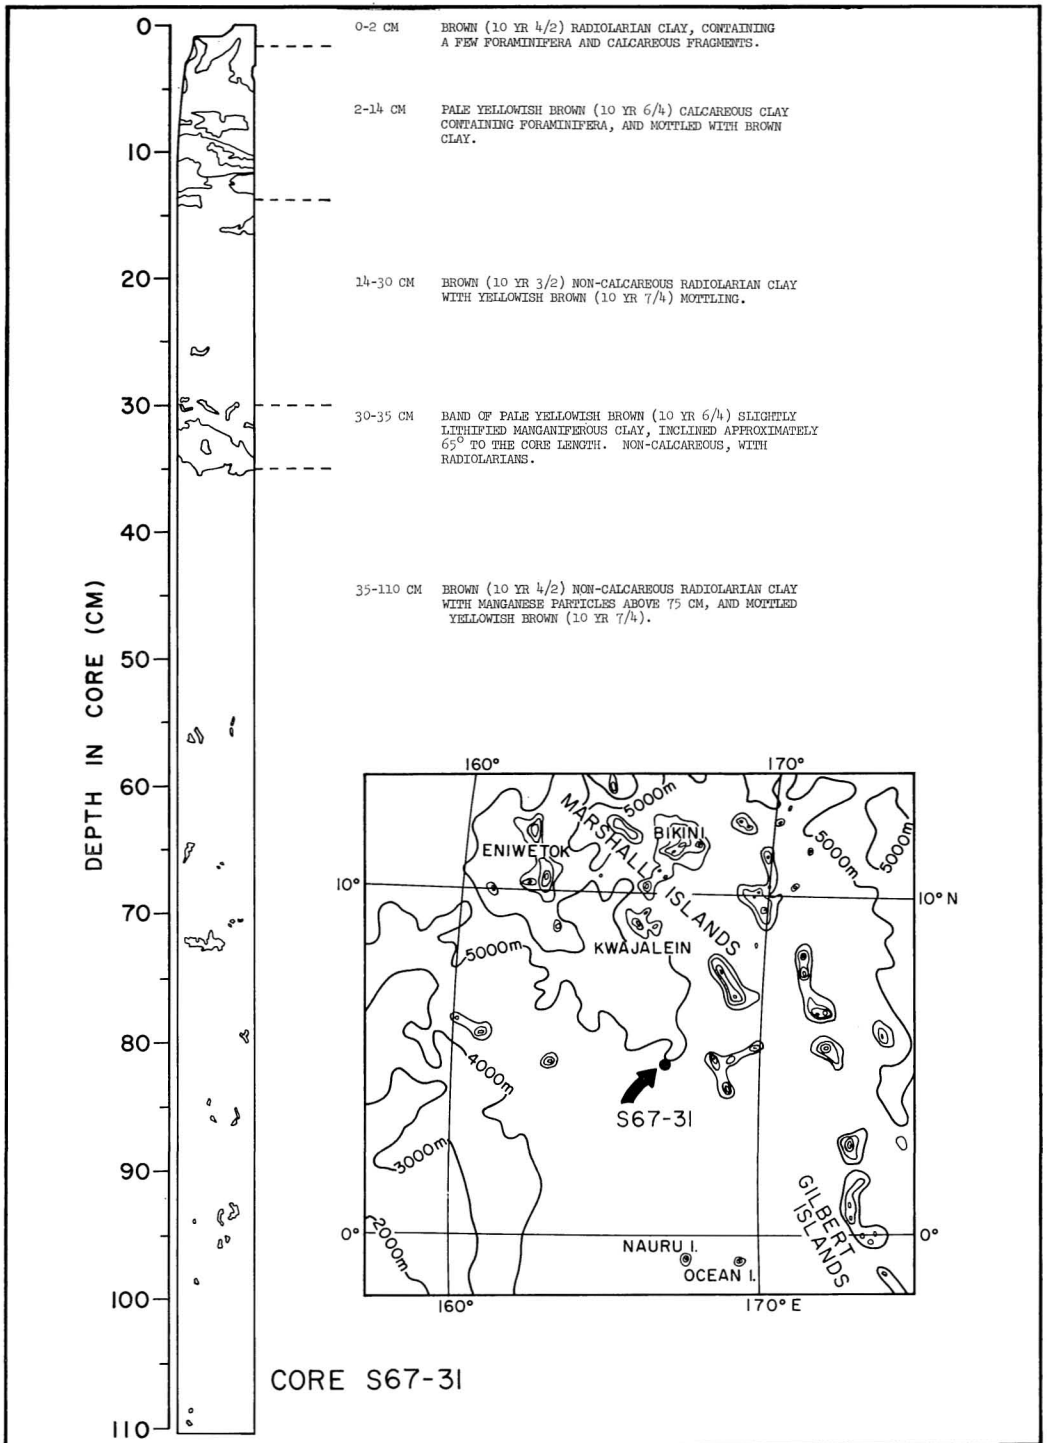 0
10
20
30
40
50
60
70
80
90
100
110
DEPTH IN CORE (CM)
0-2 CM BROWN (10 YR 4/2) RADIOLARIAN CLAY, CONTAINING
A FEW FORAMINIFERA AND CALCAREOUS FRAGMENTS.
2-14 CM PALE YELLOWISH BROWN (10 YR 6/4) CALCAREOUS CLAY
CONTAINING FORAMINIFERA, AND MOTTLED WITH BROWN
CLAY.
14-30 CM BROWN (10 YR 3/2) NON-CALCAREOUS RADIOLARIAN CLAY
WITH YELLOWISH BROWN (10 YR 7/4) MOTTLING.
30-35 CM BAND OF PALE YELLOWISH BROWN (10 YR 6/4) SLIGHTLY
LITHIFIED MANGANIFEROUS CLAY, INCLINED APPROXIMATELY
65° TO THE CORE LENGTH. NON-CALCAREOUS, WITH
RADIOLARIANS.
35-110 CM BROWN (10 YR 4/2) NON-CALCAREOUS RADIOLARIAN CLAY
WITH MANGANESE PARTICLES ABOVE 75 CM, AND MOTTLED
YELLOWISH BROWN (10 YR 7/4).
160° 170°
5000m
5000m
5000m
MARSHALL ISLANDS
BIKINI
ENIWETOK
10° 10° N
KWAJALEIN
5000m
4000m
S67-31
3000m
2000m
GILBERT
ISLANDS
0° 0°
NAURU I.
OCEAN I.
160° 170° E
CORE S67-31